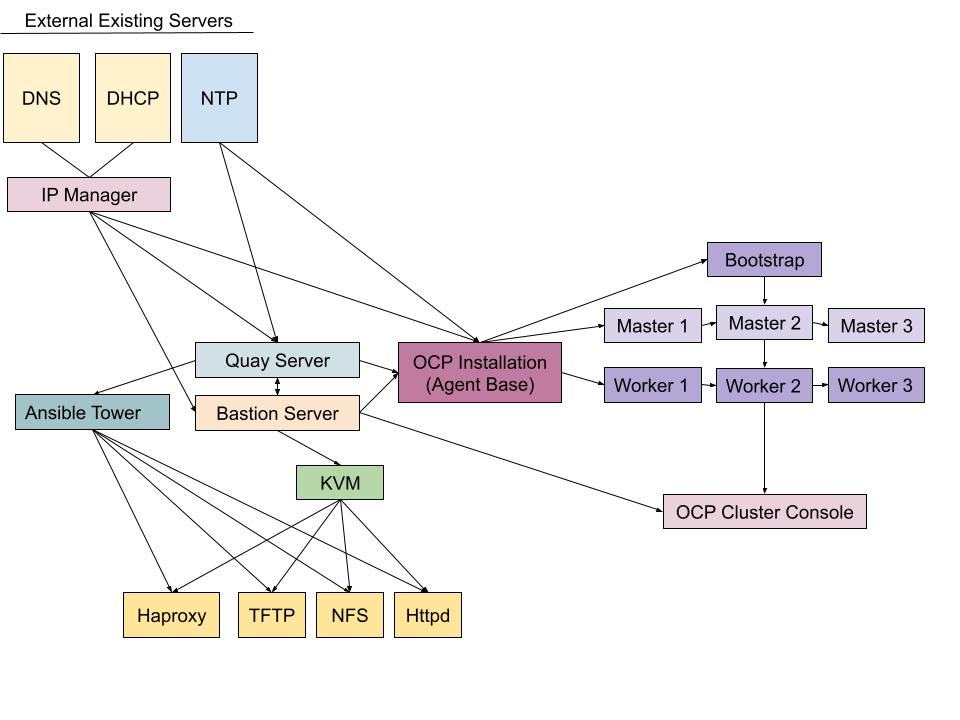 External Existing Servers
DNS
DHCP
NTP
IP Manager
Bootstrap
Master 1
Master 2
Master 3
Quay Server
OCP Installation
(Agent Base)
Worker 1
Worker 2
Worker 3
Ansible Tower
Bastion Server
KVM
OCP Cluster Console
Haproxy
TFTP
NFS
Httpd